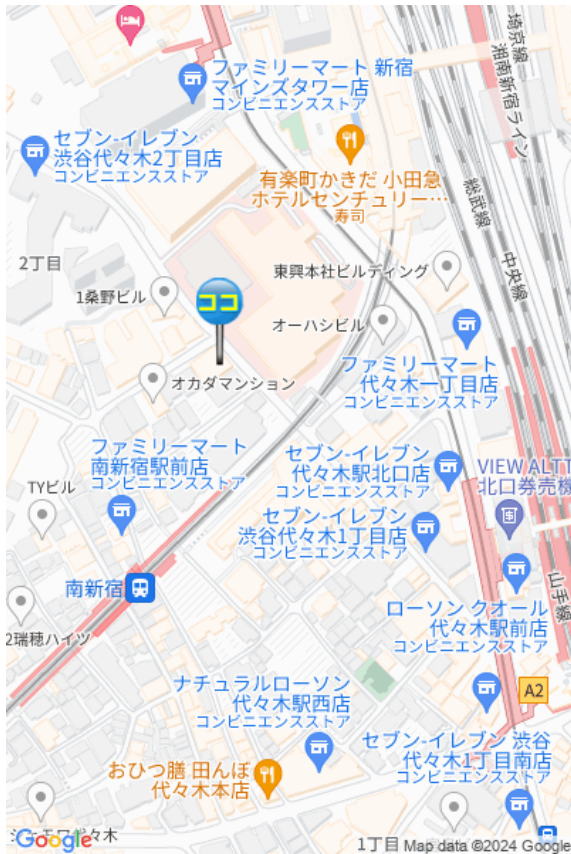 埼京線
湘南新宿ライン
ファミリーマート 新宿
マインズタワー店
コンビニエンスストア
セブン-イレブン
渋谷代々木2丁目店
コンビニエンスストア
有楽町かきだ 小田急
ホテルセンチュリー…
寿司
総武線
中央線
2丁目
東興本社ビルディング
1桑野ビル
ココ
オーハシビル
オカダマンション
ファミリーマート
代々木一丁目店
コンビニエンスストア
ファミリーマート
南新宿駅前店
コンビニエンスストア
セブン-イレブン
代々木駅北口店
コンビニエンスストア
VIEW ALTT
北口券売機
TYビル
セブン-イレブン
渋谷代々木1丁目店
コンビニエンスストア
山手線
南新宿
ローソン クオール
代々木駅前店
コンビニエンスストア
2瑞穂ハイツ
ナチュラルローソン
代々木駅西店
コンビニエンスストア
A2
セブン-イレブン 渋谷
代々木1丁目南店
コンビニエンスストア
おひつ膳 田んぼ
代々木本店
代々木
Google
1丁目
Map data ©2024 Google